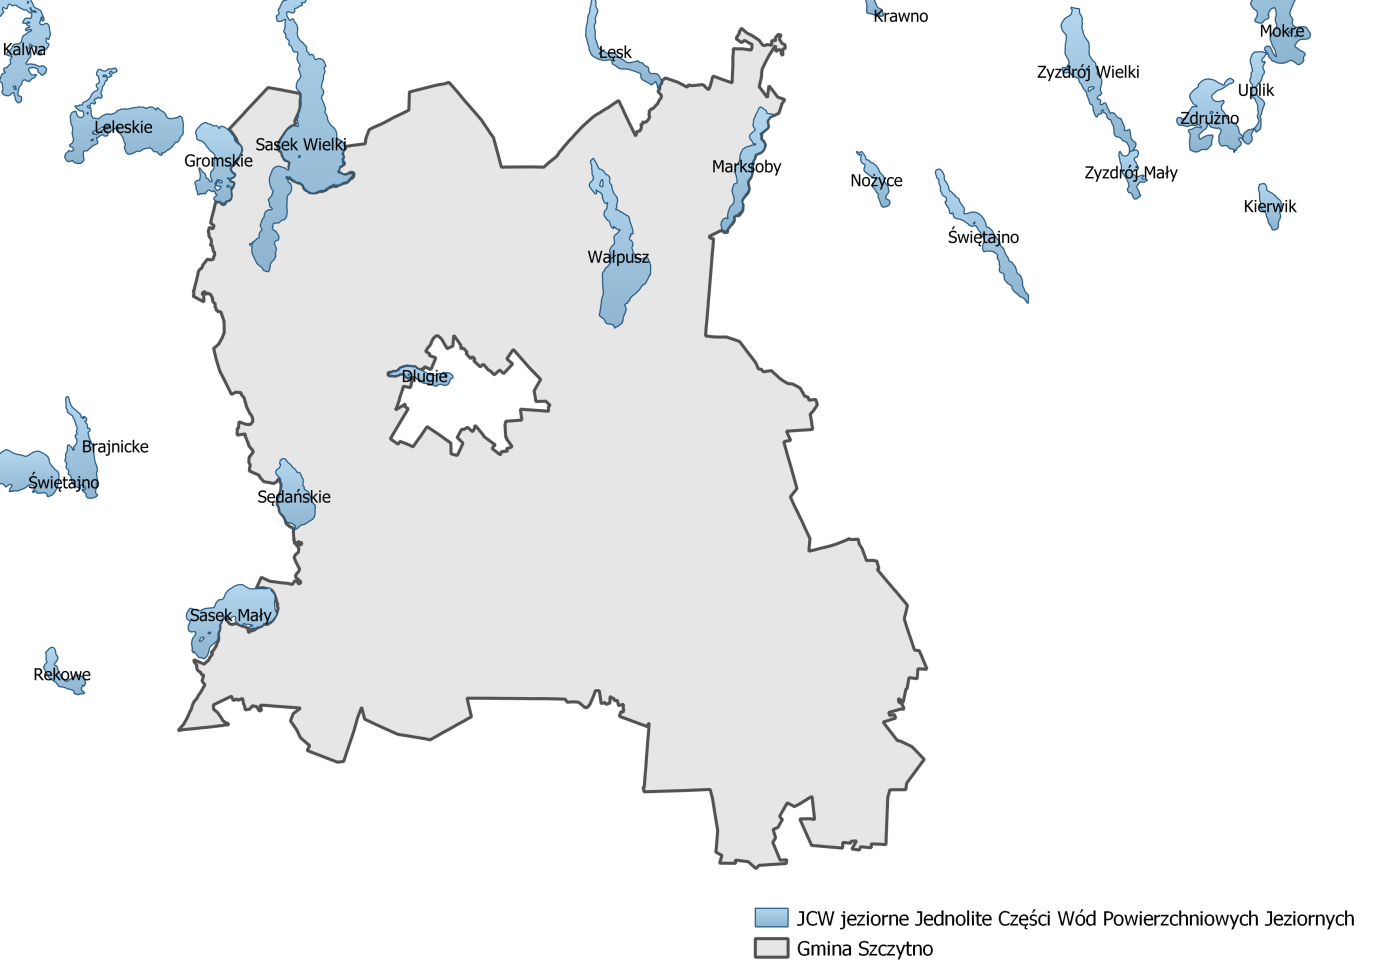 Krawno
Mokre
Kalwa
Łęsk
Zyzdrój Wielki
Uplik
Zdrużno
Leleskie
Sasek Wielki
Gromskie
Marksoby
Zyzdrój Mały
Nożyce
Kierwik
Świętajno
Wałpusz
Długie
Brajnicke
Świętajno
Sędańskie
Sasek Mały
Rekowe
JCW jeziorne Jednolite Części Wód Powierzchniowych Jeziornych
Gmina Szczytno